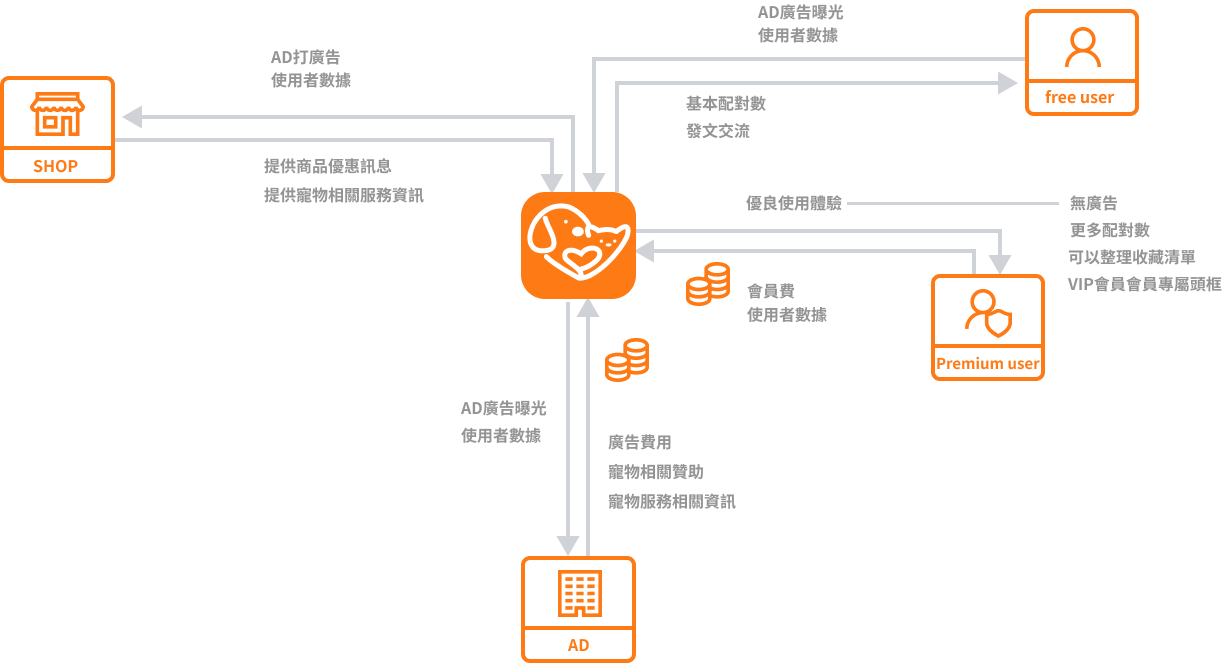 AD廣告曝光
使用者數據
free user
AD打廣告
使用者數據
SHOP
基本配對數
發文交流
提供商品優惠訊息
提供寵物相關服務資訊
優良使用體驗
無廣告
更多配對數
可以整理收藏清單
VIP會員會員專屬頭框
會員費
使用者數據
Premium user
AD廣告曝光
使用者數據
廣告費用
寵物相關贊助
寵物服務相關資訊
AD